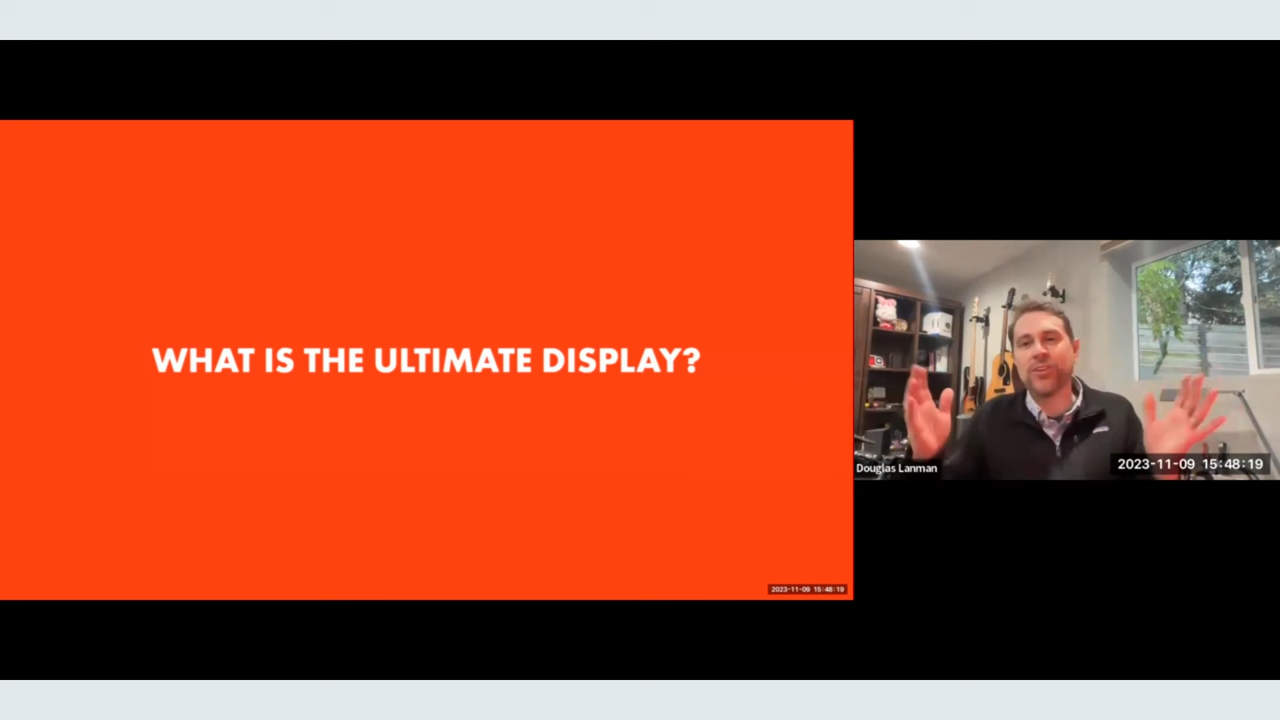 WHAT IS THE ULTIMATE DISPLAY?
2023-11-09 15:48:19
Douglas Lanman
2023-11-09 15:48:19